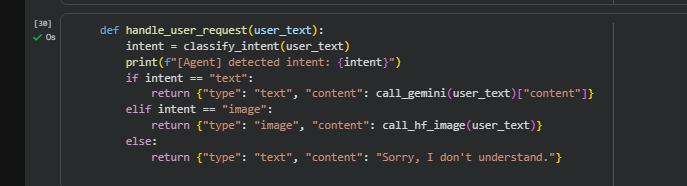 [30]
0s
def handle_user_request(user_text):
    intent = classify_intent(user_text)
    print(f"[Agent] detected intent: {intent}")
    if intent == "text":
        return {"type": "text", "content": call_gemini(user_text)["content"]}
    elif intent == "image":
        return {"type": "image", "content": call_hf_image(user_text)}
    else:
        return {"type": "text", "content": "Sorry, I don't understand."}